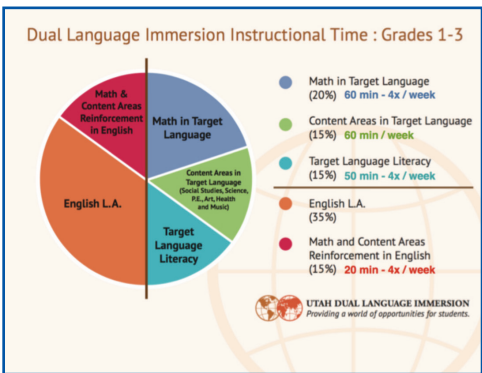 Dual Language Immersion Instructional Time : Grades 1-3
Math &
Content Areas
Reinforcement
in English
Math in Target
Language
Content Areas in
Target Language
(Social Studies, Science,
P.E., Art, Health
and Music)
English L.A.
Target
Language
Literacy
Math in Target Language
(20%) 60 min - 4x / week
Content Areas in Target Language
(15%) 60 min / week
Target Language Literacy
(15%) 50 min - 4x / week
English L.A.
(35%)
Math and Content Areas
Reinforcement in English
(15%) 20 min - 4x / week
UTAH DUAL LANGUAGE IMMERSION
Providing a world of opportunities for students.